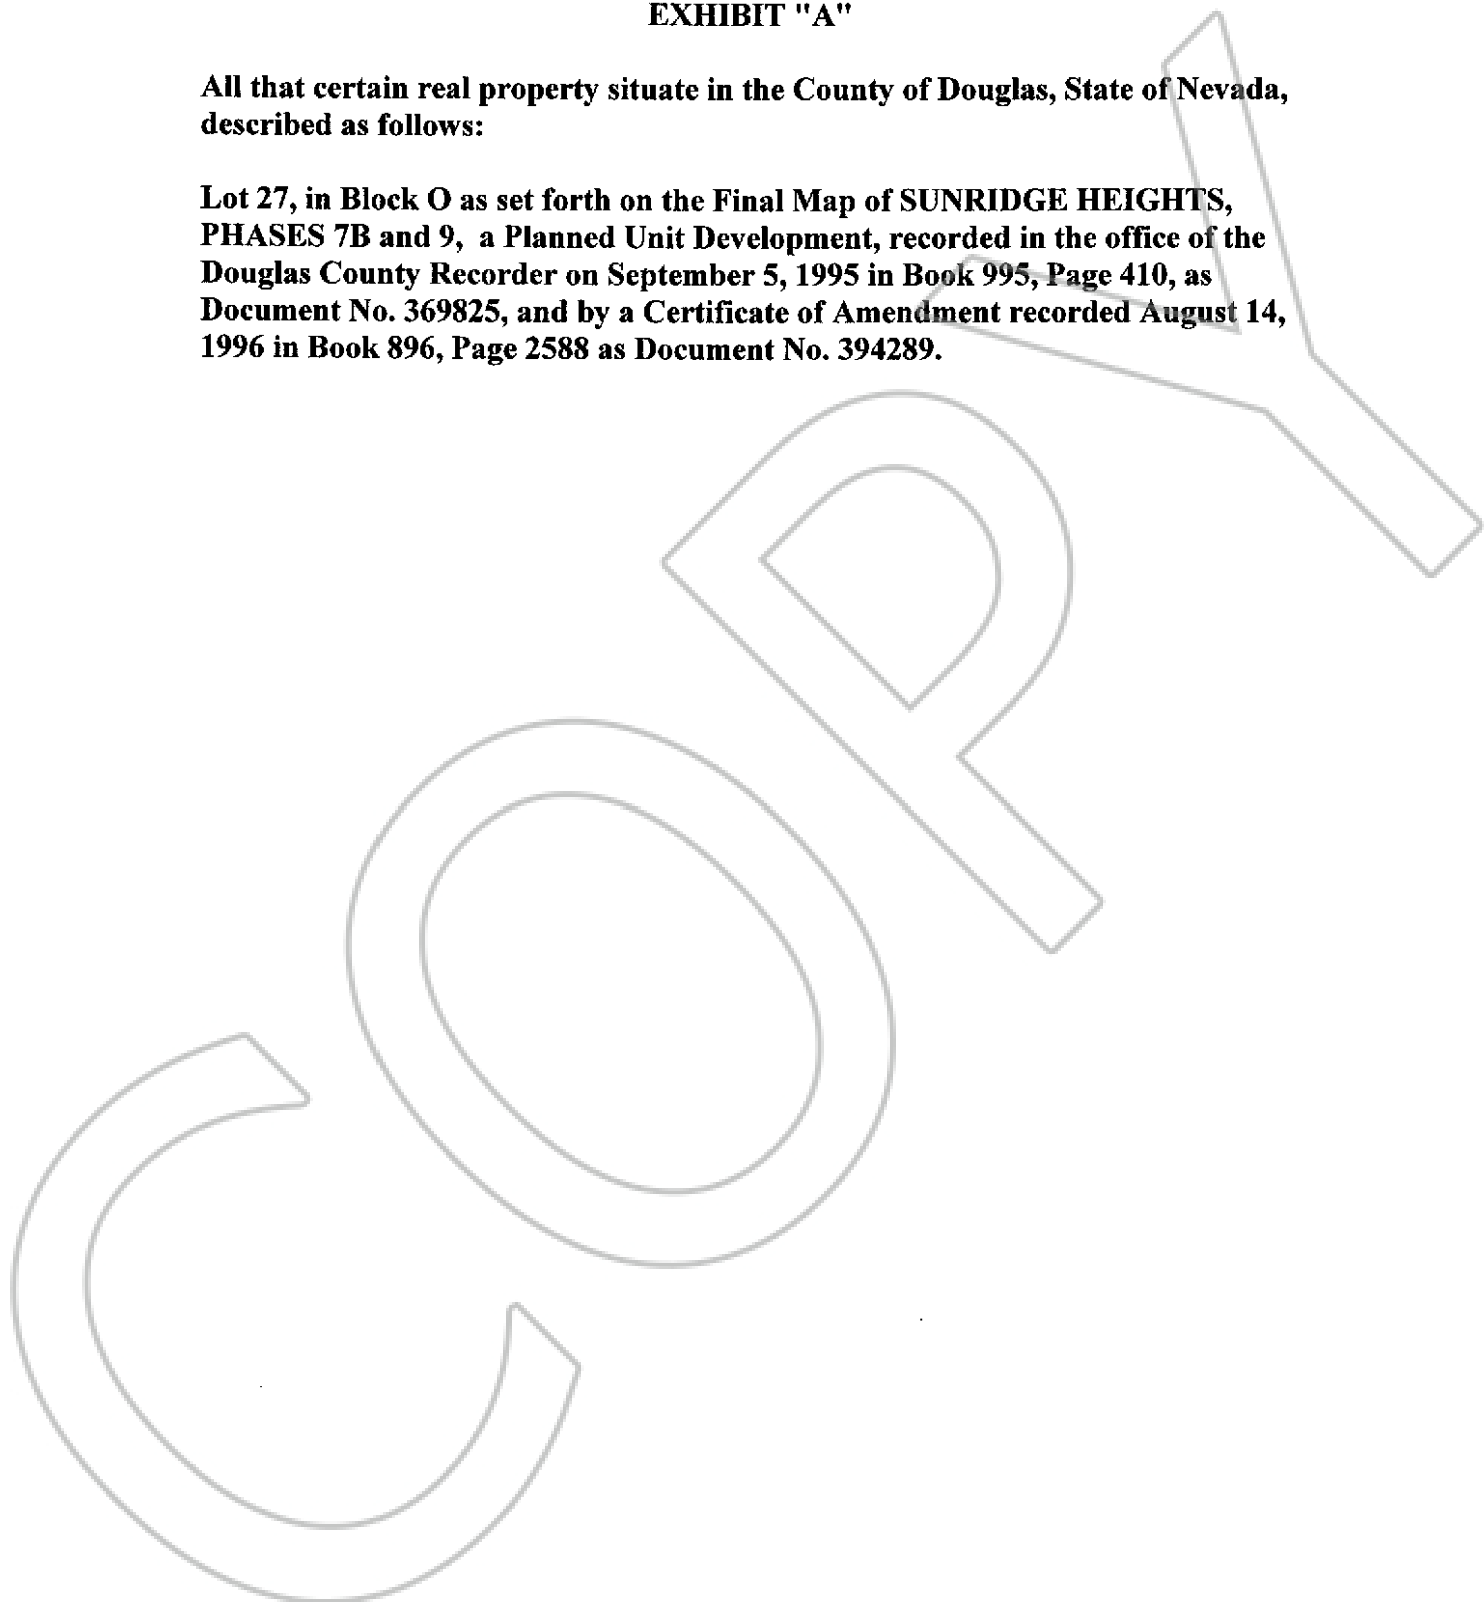 EXHIBIT "A"
All that certain real property situate in the County of Douglas, State of Nevada,
described as follows:
Lot 27, in Block O as set forth on the Final Map of SUNRIDGE HEIGHTS,
PHASES 7B and 9, a Planned Unit Development, recorded in the office of the
Douglas County Recorder on September 5, 1995 in Book 995, Page 410, as
Document No. 369825, and by a Certificate of Amendment recorded August 14,
1996 in Book 896, Page 2588 as Document No. 394289.
COPY